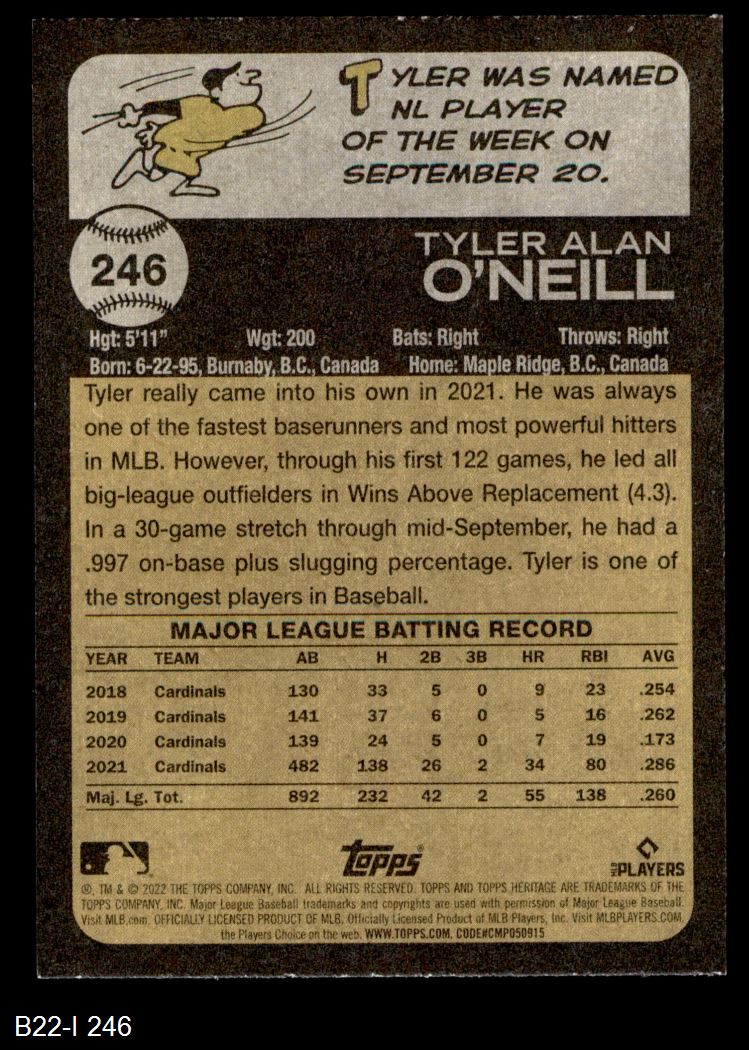 TYLER WAS NAMED
NL PLAYER
OF THE WEEK ON
SEPTEMBER 20.
246
TYLER ALAN
O'NEILL
Hgt: 5'11" Wgt: 200 Bats: Right Throws: Right
Born: 6-22-95, Burnaby, B.C., Canada Home: Maple Ridge, B.C., Canada
Tyler really came into his own in 2021. He was always
one of the fastest baserunners and most powerful hitters
in MLB. However, through his first 122 games, he led all
big-league outfielders in Wins Above Replacement (4.3).
In a 30-game stretch through mid-September, he had a
.997 on-base plus slugging percentage. Tyler is one of
the strongest players in Baseball.
MAJOR LEAGUE BATTING RECORD
YEAR TEAM AB H 2B 3B HR RBI AVG
2018 Cardinals 130 33 5 0 9 23 .254
2019 Cardinals 141 37 6 0 5 16 .262
2020 Cardinals 139 24 5 0 7 19 .173
2021 Cardinals 482 138 26 2 34 80 .286
Maj. Lg. Tot. 892 232 42 2 55 138 .260
Topps
MLB PLAYERS
®, TM & © 2022 THE TOPPS COMPANY, INC. ALL RIGHTS RESERVED. TOPPS AND TOPPS HERITAGE ARE TRADEMARKS OF THE
TOPPS COMPANY, INC. Major League Baseball trademarks and copyrights are used with permission of Major League Baseball.
Visit MLB.com. OFFICIALLY LICENSED PRODUCT OF MLB. Officially Licensed Product of MLB Players, Inc. Visit MLBPLAYERS.COM,
the Players Choice on the web. WWW.TOPPS.COM. CODE#CMP050915
B22-I 246